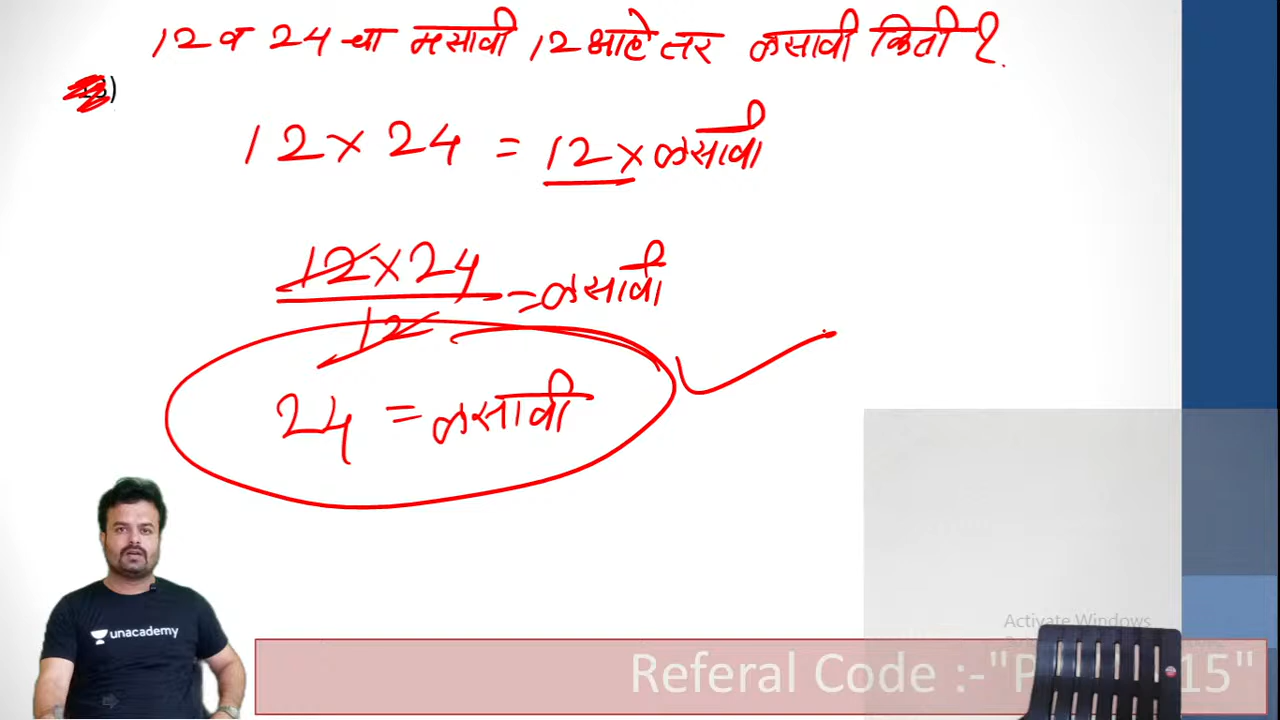 12 व 24 चा मसावी 12 आहे तर लसावी किती ?
12 × 24 = 12 × लसावी
12 × 24
12
= लसावी
24 = लसावी
unacademy
Activate Windows
Referal Code :-"P 15"